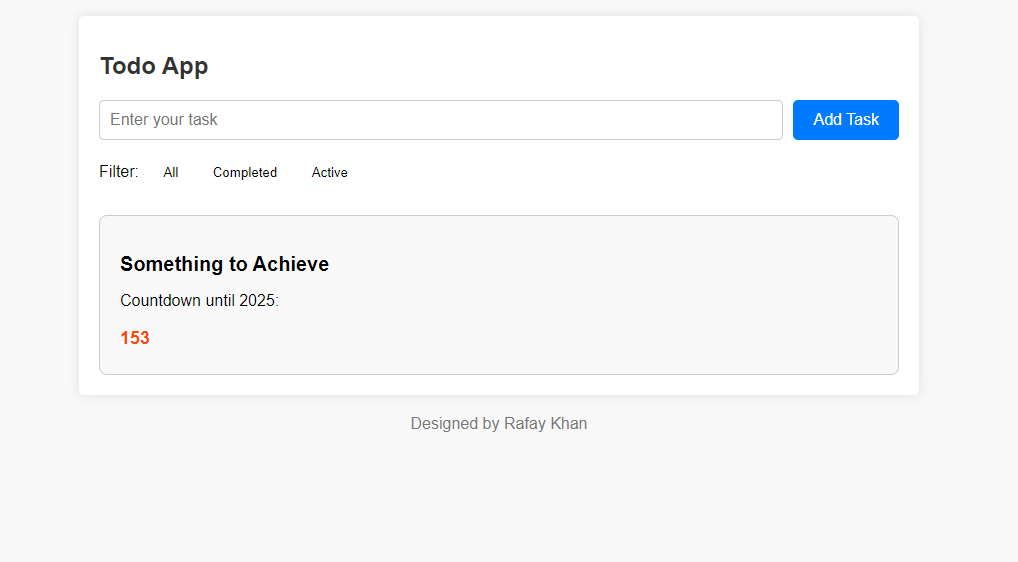 Todo App
Enter your task
Add Task
Filter: All Completed Active
Something to Achieve
Countdown until 2025:
153
Designed by Rafay Khan